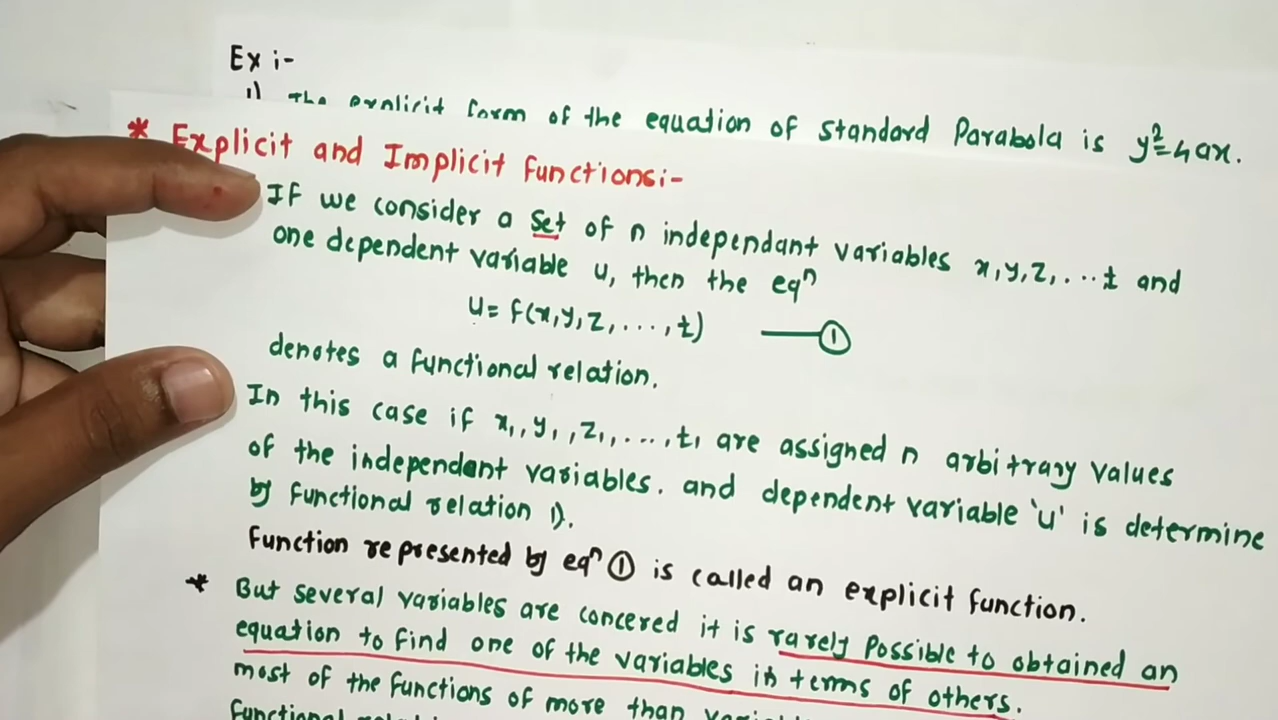 Ex :-
1) The explicit form of the equation of standard Parabola is y²=4ax.
* Explicit and Implicit Functions:-
If we consider a set of n independant variables x,y,z,...t and
one dependent variable u, then the eqⁿ
u= f(x,y,z,....,t) ——①
denotes a functional relation.
In this case if x₁,y₁,z₁,....,t₁ are assigned n arbitrary values
of the independent variables. and dependent variable 'u' is determine
by functional relation 1).
Function represented by eqⁿ ① is called an explicit function.
* But several variables are concered it is rarely possible to obtained an
equation to find one of the variables in terms of others.
most of the functions of more than